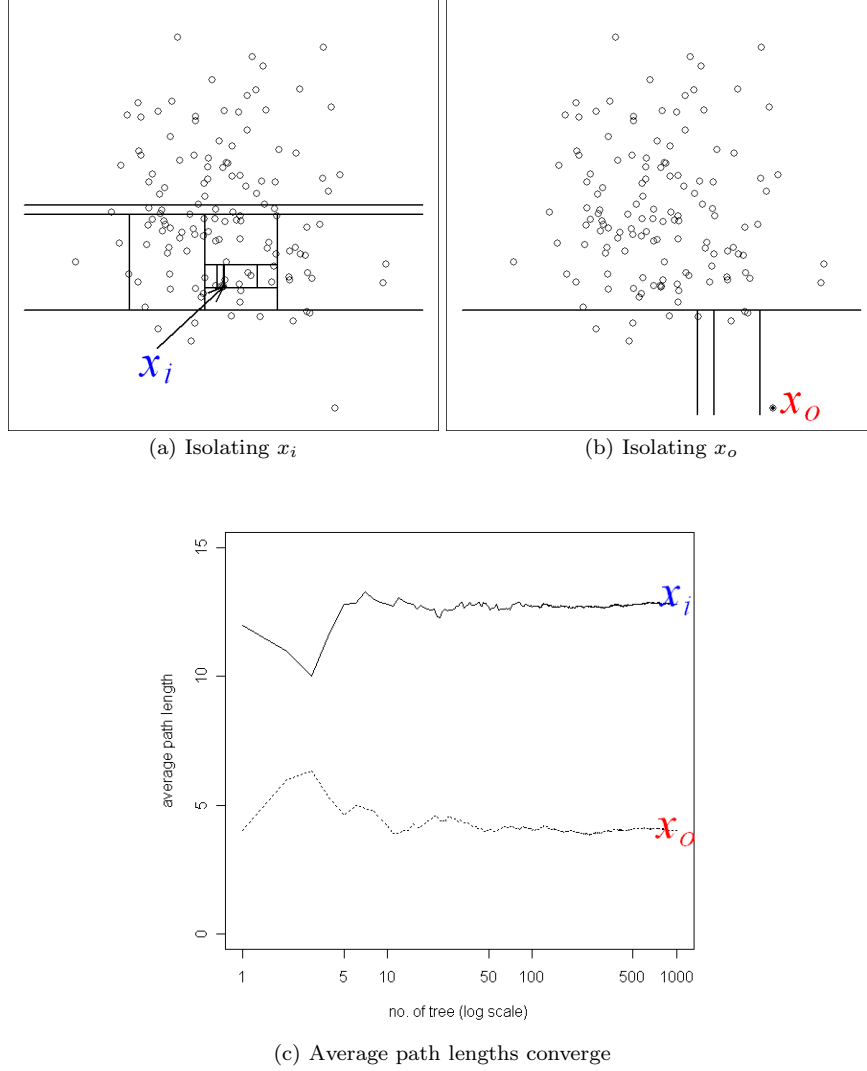 x_i
x_o
(a) Isolating x_i
(b) Isolating x_o
15
10
5
0
average path length
x_i
x_o
1 5 10 50 100 500 1000
no. of tree (log scale)
(c) Average path lengths converge